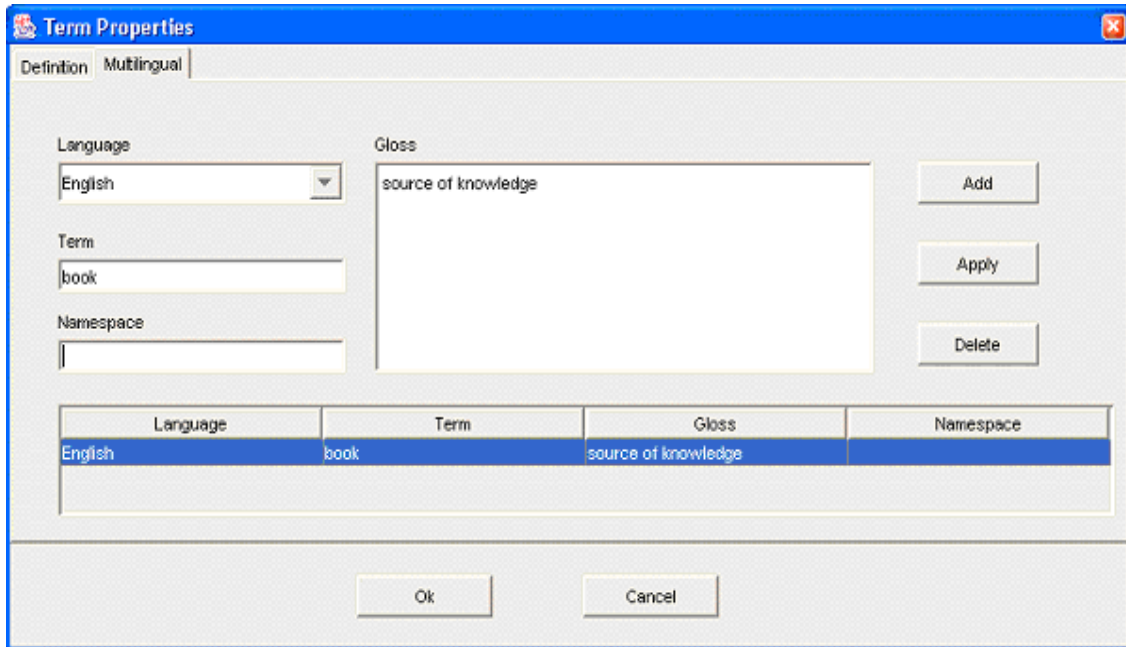 Term Properties
Definition Multilingual
Language Gloss
English source of knowledge Add
Term
book Apply
Namespace
Delete
Language Term Gloss Namespace
English book source of knowledge
Ok Cancel